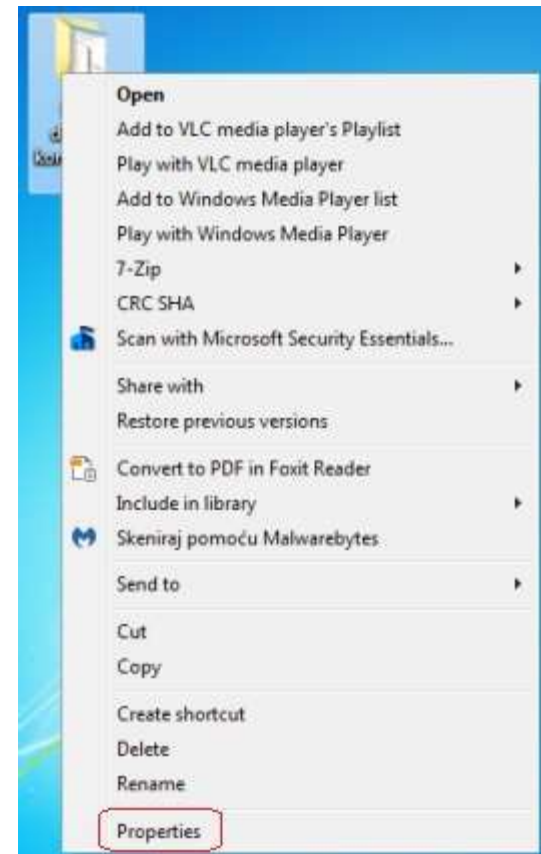 Open
Add to VLC media player's Playlist
Play with VLC media player
Add to Windows Media Player list
Play with Windows Media Player
7-Zip
CRC SHA
Scan with Microsoft Security Essentials...
Share with
Restore previous versions
Convert to PDF in Foxit Reader
Include in library
Skeniraj pomoću Malwarebytes
Send to
Cut
Copy
Create shortcut
Delete
Rename
Properties